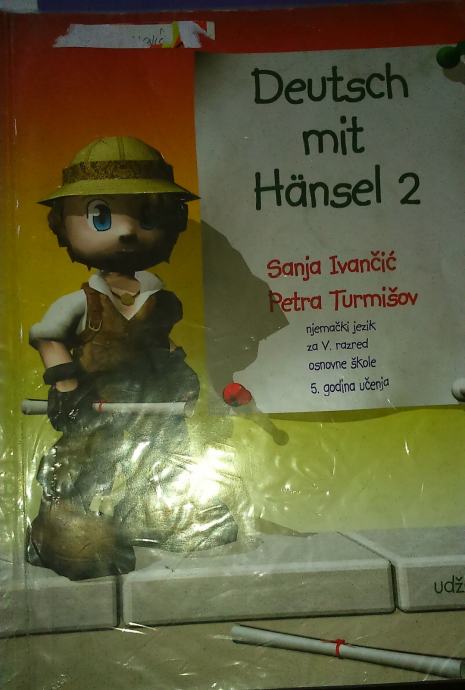 Deutsch
mit
Hänsel 2
Sanja Ivančić
Petra Turmišov
njemački jezik
za V. razred
osnovne škole
5. godina učenja
udž